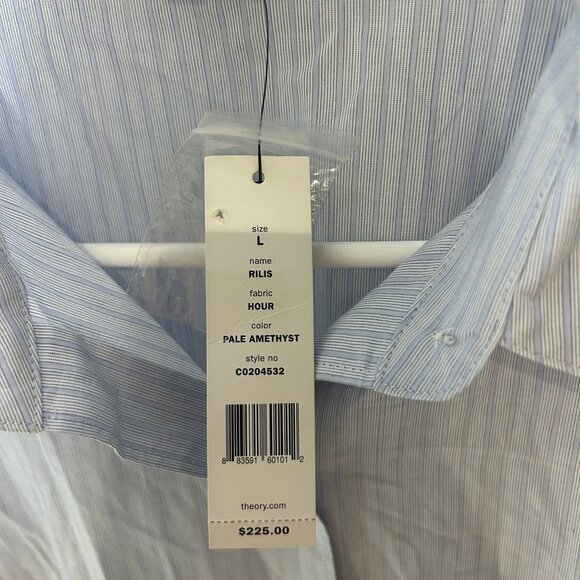 size
L
name
RILIS
fabric
HOUR
color
PALE AMETHYST
style no
C0204532
8 83591 60101 2
theory.com
$225.00